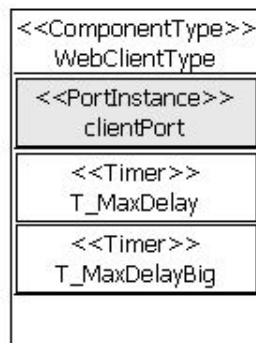 <<ComponentType>>
WebClientType
<<PortInstance>>
clientPort
<<Timer>>
T_MaxDelay
<<Timer>>
T_MaxDelayBig